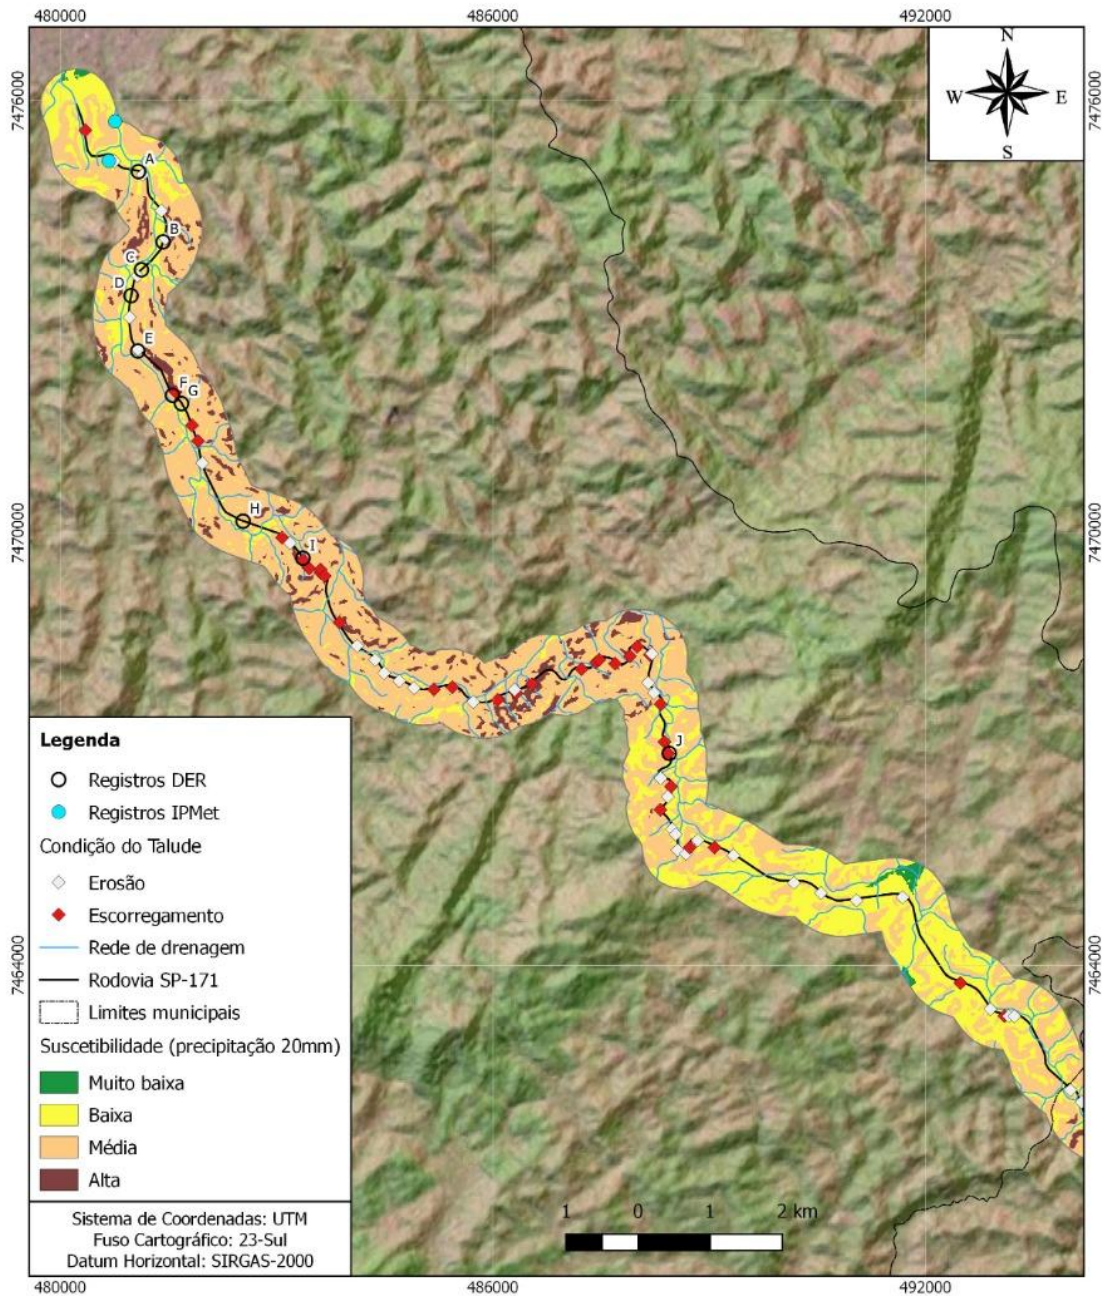 480000 486000 492000
N
W E
S
7476000 7476000
A
B
C
D
E
F
G
H
7470000 7470000
I
J
Legenda
Registros DER
Registros IPMet
Condição do Talude
Erosão
Escorregamento
Rede de drenagem
Rodovia SP-171
Limites municipais
7464000 7464000
Suscetibilidade (precipitação 20mm)
Muito baixa
Baixa
Média
Alta
Sistema de Coordenadas: UTM
Fuso Cartográfico: 23-Sul
Datum Horizontal: SIRGAS-2000
1 0 1 2 km
480000 486000 492000